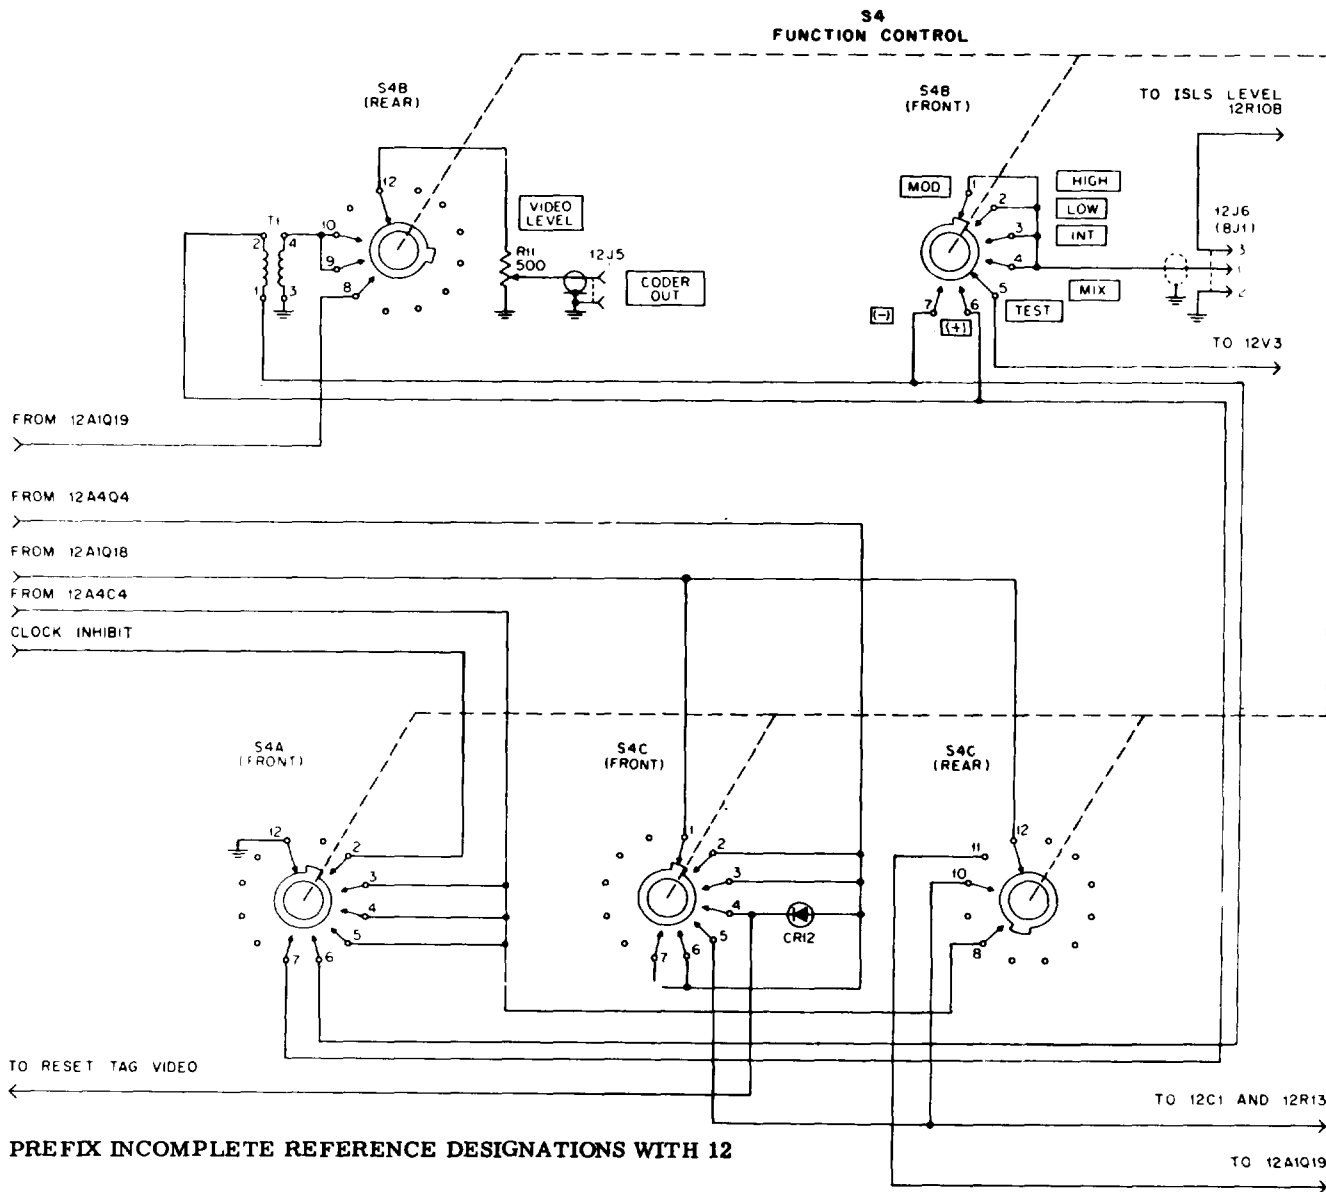 S4
FUNCTION CONTROL
S4B
(REAR)
S4B
(FRONT)
TO ISLS LEVEL
12R10B
12
MOD
1
HIGH
2
LOW
3
INT
4
MIX
5
TEST
6
(+)
7
(-)
12J6
(8J1)
3
1
2
TO 12V3
T1
2
4
1
3
10
9
8
VIDEO
LEVEL
R11
500
12J5
CODER
OUT
FROM 12A1Q19
FROM 12A4Q4
FROM 12A1Q18
FROM 12A4C4
CLOCK INHIBIT
S4A
(FRONT)
S4C
(FRONT)
S4C
(REAR)
12
2
3
4
5
6
7
1
2
3
4
5
6
7
CR12
12
11
10
8
TO RESET TAG VIDEO
TO 12C1 AND 12R13
PREFIX INCOMPLETE REFERENCE DESIGNATIONS WITH 12
TO 12A1Q19